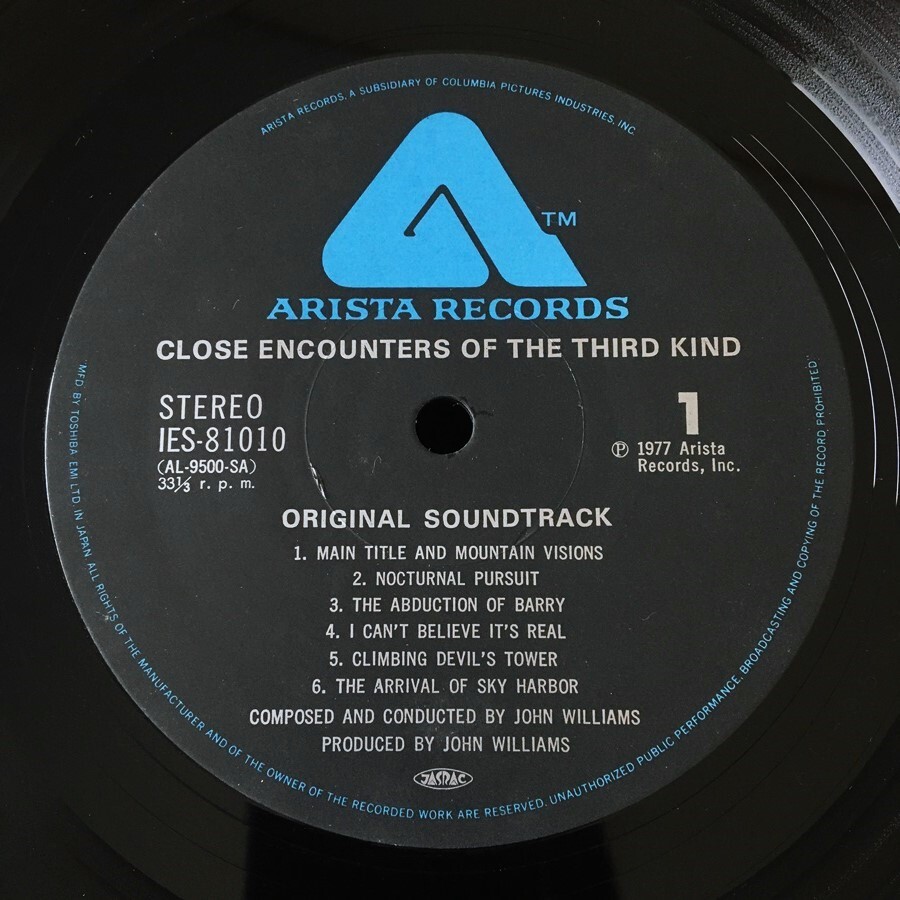 ARISTA RECORDS, A SUBSIDIARY OF COLUMBIA PICTURES INDUSTRIES, INC.
TM
ARISTA RECORDS
CLOSE ENCOUNTERS OF THE THIRD KIND
STEREO
IES-81010
(AL-9500-SA)
33⅓ r. p. m.
1
Ⓟ 1977 Arista
Records, Inc.
ORIGINAL SOUNDTRACK
1. MAIN TITLE AND MOUNTAIN VISIONS
2. NOCTURNAL PURSUIT
3. THE ABDUCTION OF BARRY
4. I CAN'T BELIEVE IT'S REAL
5. CLIMBING DEVIL'S TOWER
6. THE ARRIVAL OF SKY HARBOR
COMPOSED AND CONDUCTED BY JOHN WILLIAMS
PRODUCED BY JOHN WILLIAMS
JASRAC
"MFD. BY TOSHIBA EMI LTD. IN JAPAN ALL RIGHTS OF THE MANUFACTURER AND OF THE OWNER OF THE RECORDED WORK ARE RESERVED. UNAUTHORIZED PUBLIC PERFORMANCE, BROADCASTING AND COPYING OF THE RECORD PROHIBITED"